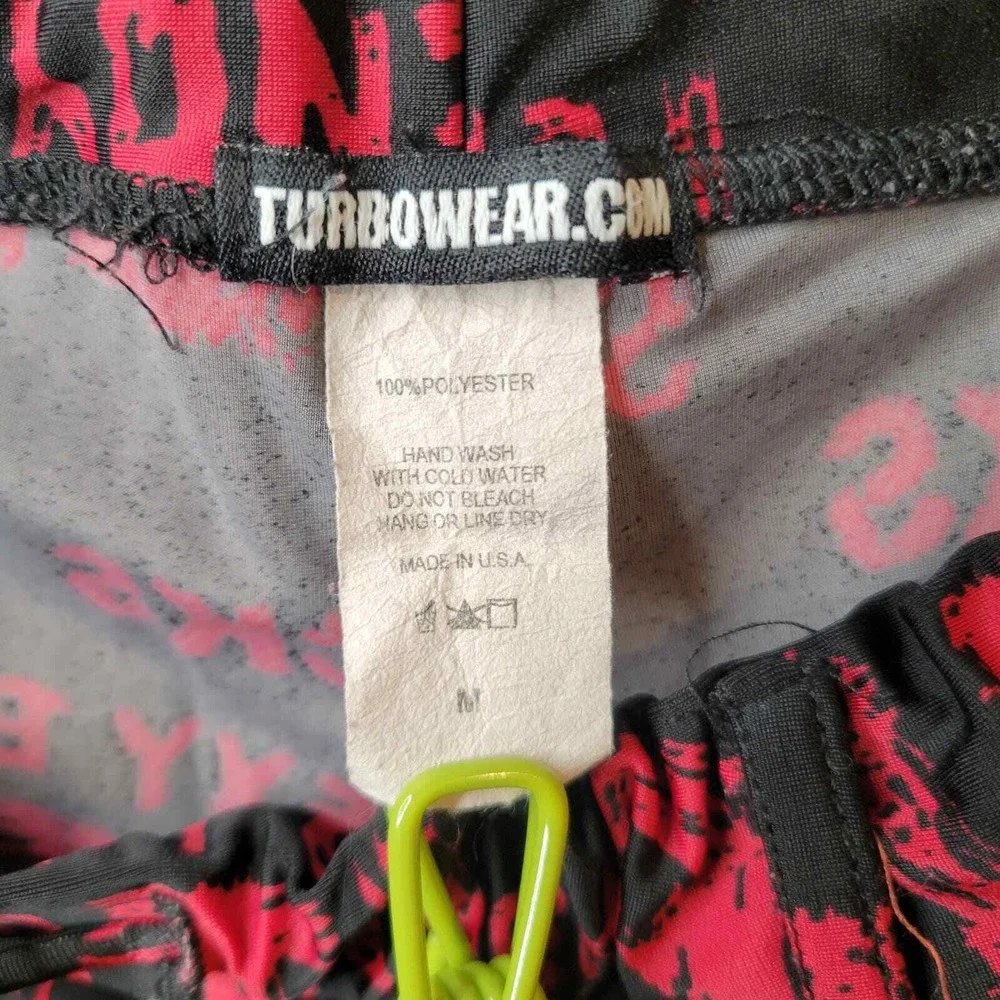 TURBOWEAR.COM
100%POLYESTER
HAND WASH
WITH COLD WATER
DO NOT BLEACH
HANG OR LINE DRY
MADE IN U.S.A.
M